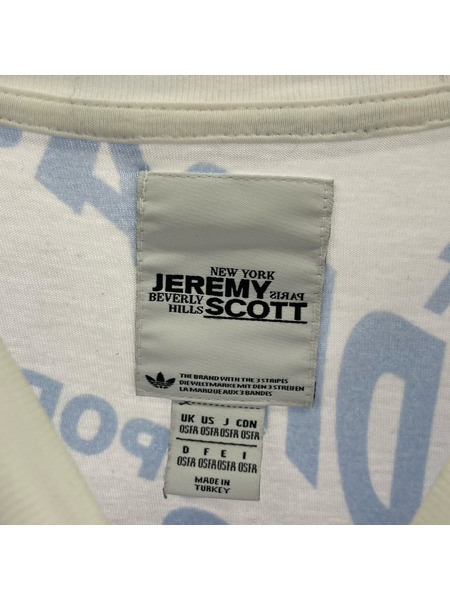 NEW YORK
JEREMY PARIS
BEVERLY SCOTT
HILLS
THE BRAND WITH THE 3 STRIPES
DIE WELTMARKE MIT DEN 3 STREIFEN
LA MARQUE AUX 3 BANDES
UK US J CDN
OSFA OSFA OSFA OSFA
D F E I
OSFA OSFA OSFA OSFA
MADE IN
TURKEY